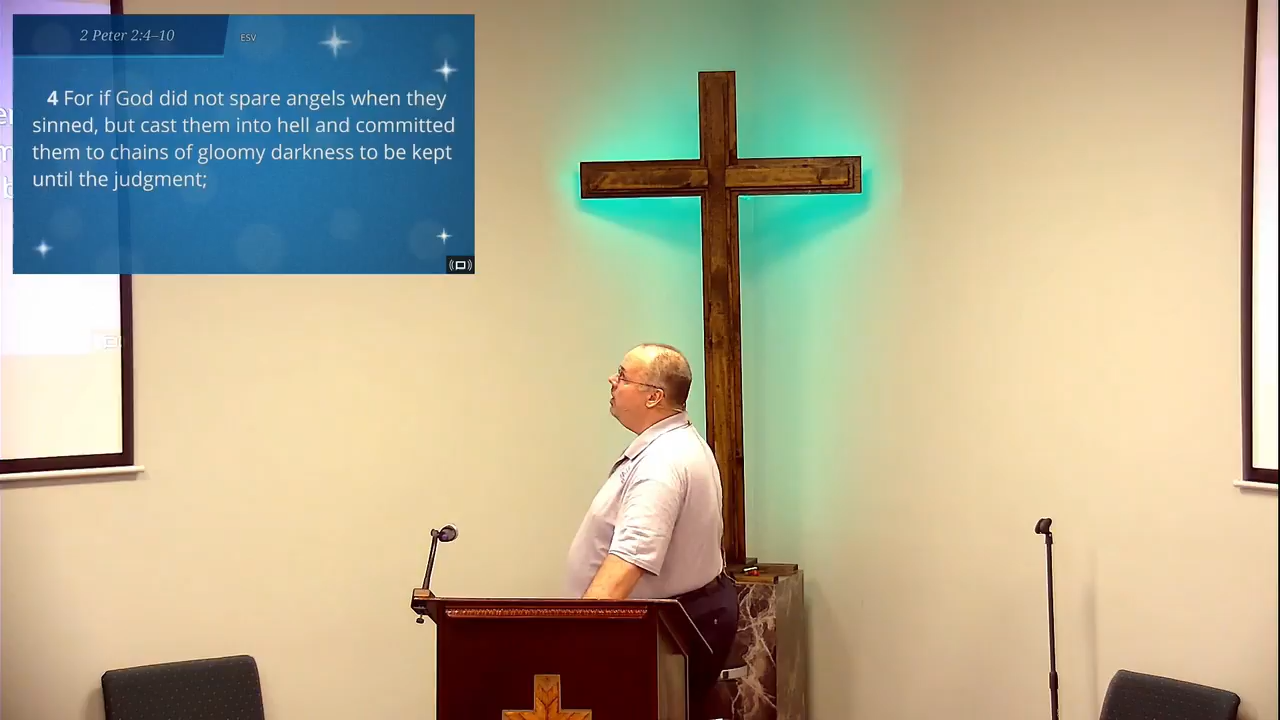 2 Peter 2:4–10
ESV
4 For if God did not spare angels when they
sinned, but cast them into hell and committed
them to chains of gloomy darkness to be kept
until the judgment;